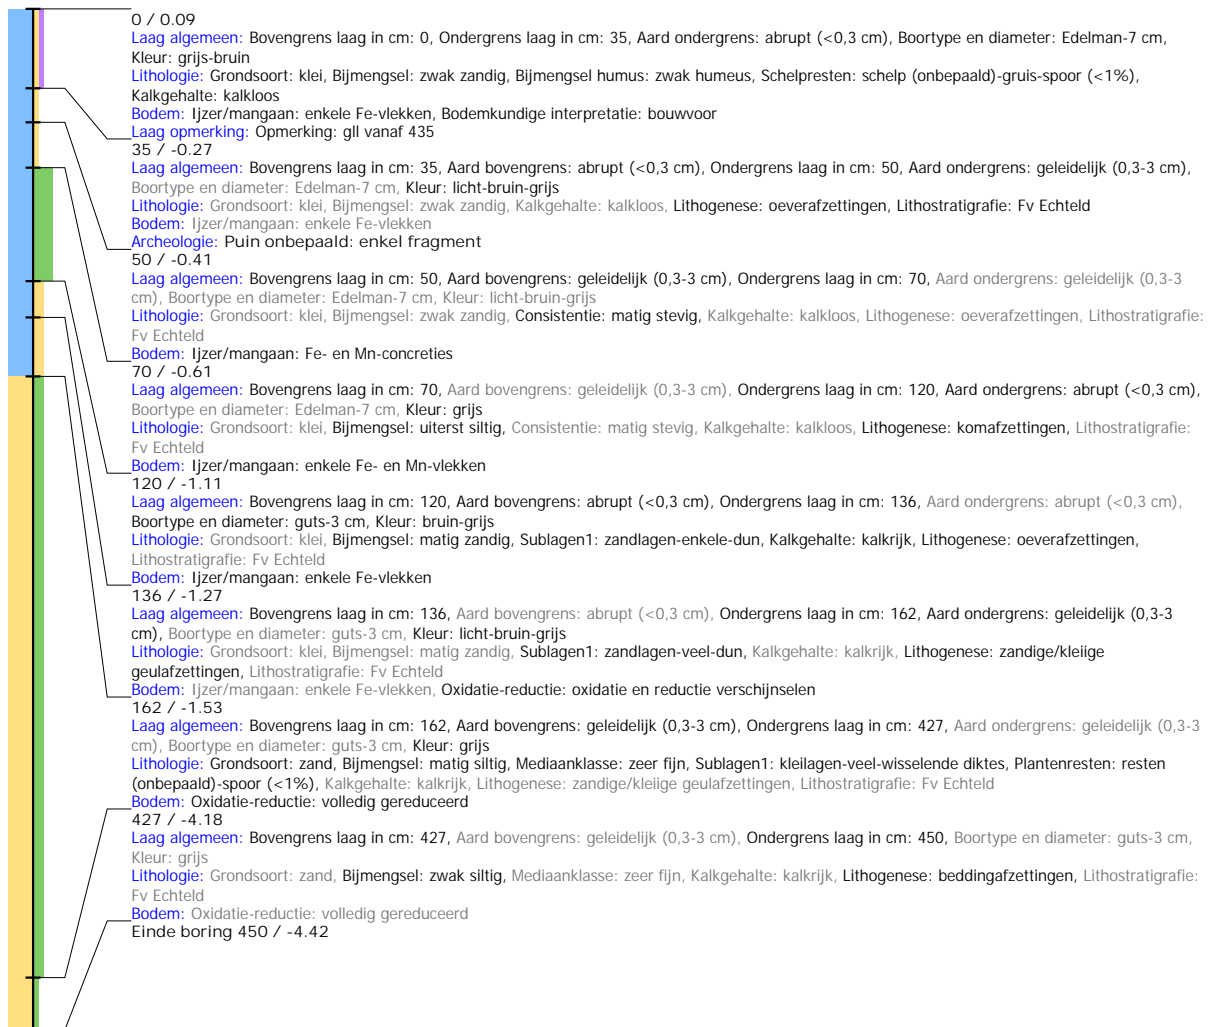 0 / 0.09
Laag algemeen: Bovengrens laag in cm: 0, Ondergrens laag in cm: 35, Aard ondergrens: abrupt (<0,3 cm), Boortype en diameter: Edelman-7 cm,
Kleur: grijs-bruin
Lithologie: Grondsoort: klei, Bijmengsel: zwak zandig, Bijmengsel humus: zwak humeus, Schelpresten: schelp (onbepaald)-gruis-spoor (<1%),
Kalkgehalte: kalkloos
Bodem: Ijzer/mangaan: enkele Fe-vlekken, Bodemkundige interpretatie: bouwvoor
Laag opmerking: Opmerking: gll vanaf 435
35 / -0.27
Laag algemeen: Bovengrens laag in cm: 35, Aard bovengrens: abrupt (<0,3 cm), Ondergrens laag in cm: 50, Aard ondergrens: geleidelijk (0,3-3 cm),
Boortype en diameter: Edelman-7 cm, Kleur: licht-bruin-grijs
Lithologie: Grondsoort: klei, Bijmengsel: zwak zandig, Kalkgehalte: kalkloos, Lithogenese: oeverafzettingen, Lithostratigrafie: Fv Echteld
Bodem: Ijzer/mangaan: enkele Fe-vlekken
Archeologie: Puin onbepaald: enkel fragment
50 / -0.41
Laag algemeen: Bovengrens laag in cm: 50, Aard bovengrens: geleidelijk (0,3-3 cm), Ondergrens laag in cm: 70, Aard ondergrens: geleidelijk (0,3-3
cm), Boortype en diameter: Edelman-7 cm, Kleur: licht-bruin-grijs
Lithologie: Grondsoort: klei, Bijmengsel: zwak zandig, Consistentie: matig stevig, Kalkgehalte: kalkloos, Lithogenese: oeverafzettingen, Lithostratigrafie:
Fv Echteld
Bodem: Ijzer/mangaan: Fe- en Mn-concreties
70 / -0.61
Laag algemeen: Bovengrens laag in cm: 70, Aard bovengrens: geleidelijk (0,3-3 cm), Ondergrens laag in cm: 120, Aard ondergrens: abrupt (<0,3 cm),
Boortype en diameter: Edelman-7 cm, Kleur: grijs
Lithologie: Grondsoort: klei, Bijmengsel: uiterst siltig, Consistentie: matig stevig, Kalkgehalte: kalkloos, Lithogenese: komafzettingen, Lithostratigrafie:
Fv Echteld
Bodem: Ijzer/mangaan: enkele Fe- en Mn-vlekken
120 / -1.11
Laag algemeen: Bovengrens laag in cm: 120, Aard bovengrens: abrupt (<0,3 cm), Ondergrens laag in cm: 136, Aard ondergrens: abrupt (<0,3 cm),
Boortype en diameter: guts-3 cm, Kleur: bruin-grijs
Lithologie: Grondsoort: klei, Bijmengsel: matig zandig, Sublagen1: zandlagen-enkele-dun, Kalkgehalte: kalkrijk, Lithogenese: oeverafzettingen,
Lithostratigrafie: Fv Echteld
Bodem: Ijzer/mangaan: enkele Fe-vlekken
136 / -1.27
Laag algemeen: Bovengrens laag in cm: 136, Aard bovengrens: abrupt (<0,3 cm), Ondergrens laag in cm: 162, Aard ondergrens: geleidelijk (0,3-3
cm), Boortype en diameter: guts-3 cm, Kleur: licht-bruin-grijs
Lithologie: Grondsoort: klei, Bijmengsel: matig zandig, Sublagen1: zandlagen-veel-dun, Kalkgehalte: kalkrijk, Lithogenese: zandige/kleiige
geulafzettingen, Lithostratigrafie: Fv Echteld
Bodem: Ijzer/mangaan: enkele Fe-vlekken, Oxidatie-reductie: oxidatie en reductie verschijnselen
162 / -1.53
Laag algemeen: Bovengrens laag in cm: 162, Aard bovengrens: geleidelijk (0,3-3 cm), Ondergrens laag in cm: 427, Aard ondergrens: geleidelijk (0,3-3
cm), Boortype en diameter: guts-3 cm, Kleur: grijs
Lithologie: Grondsoort: zand, Bijmengsel: matig siltig, Mediaanklasse: zeer fijn, Sublagen1: kleilagen-veel-wisselende diktes, Plantenresten: resten
(onbepaald)-spoor (<1%), Kalkgehalte: kalkrijk, Lithogenese: zandige/kleiige geulafzettingen, Lithostratigrafie: Fv Echteld
Bodem: Oxidatie-reductie: volledig gereduceerd
427 / -4.18
Laag algemeen: Bovengrens laag in cm: 427, Aard bovengrens: geleidelijk (0,3-3 cm), Ondergrens laag in cm: 450, Boortype en diameter: guts-3 cm,
Kleur: grijs
Lithologie: Grondsoort: zand, Bijmengsel: zwak siltig, Mediaanklasse: zeer fijn, Kalkgehalte: kalkrijk, Lithogenese: beddingafzettingen, Lithostratigrafie:
Fv Echteld
Bodem: Oxidatie-reductie: volledig gereduceerd
Einde boring 450 / -4.42